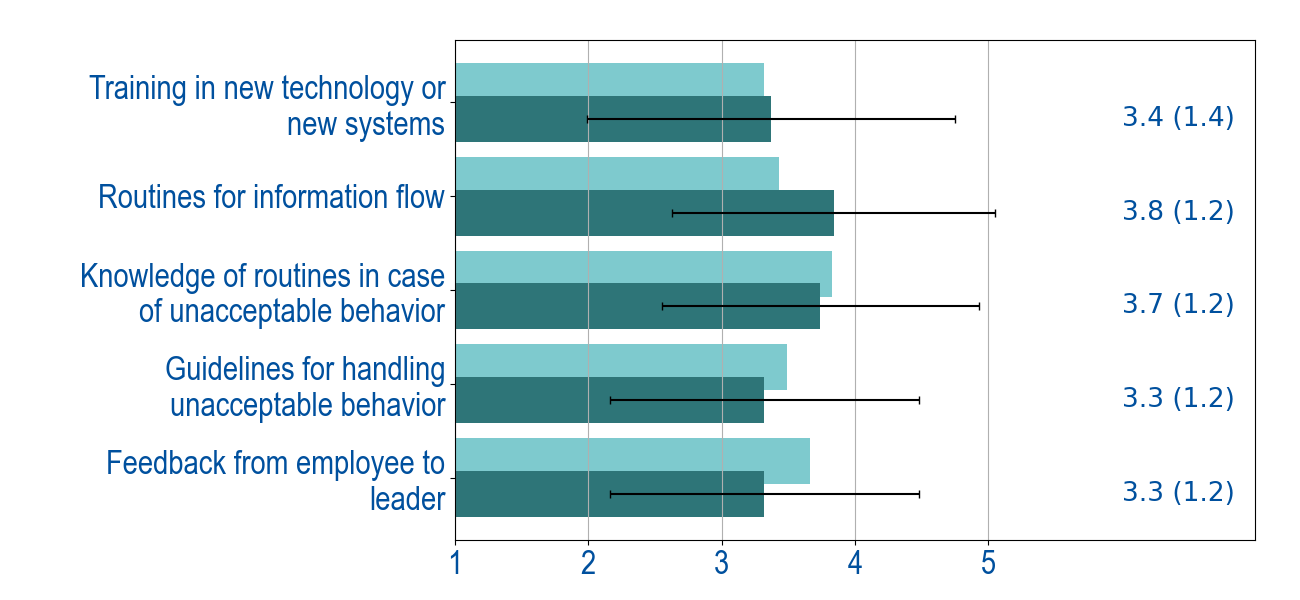 Training in new technology or
new systems
3.4 (1.4)
Routines for information flow
3.8 (1.2)
Knowledge of routines in case
of unacceptable behavior
3.7 (1.2)
Guidelines for handling
unacceptable behavior
3.3 (1.2)
Feedback from employee to
leader
3.3 (1.2)
1 2 3 4 5